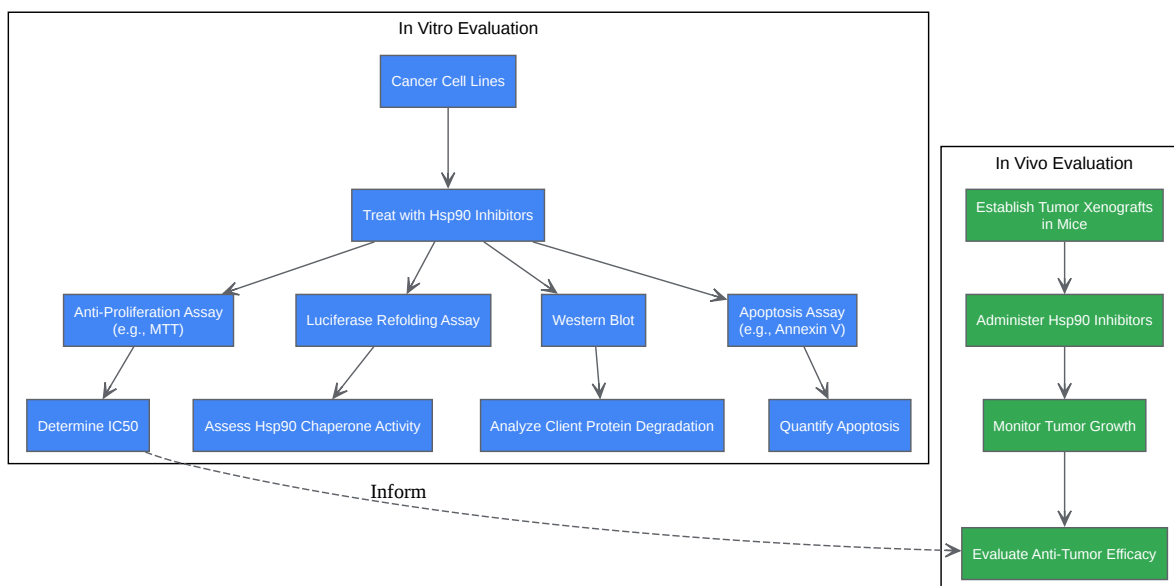 In Vitro Evaluation
Cancer Cell Lines
Treat with Hsp90 Inhibitors
Anti-Proliferation Assay
(e.g., MTT)
Luciferase Refolding Assay
Western Blot
Apoptosis Assay
(e.g., Annexin V)
Determine IC50
Assess Hsp90 Chaperone Activity
Analyze Client Protein Degradation
Quantify Apoptosis
Inform
In Vivo Evaluation
Establish Tumor Xenografts
in Mice
Administer Hsp90 Inhibitors
Monitor Tumor Growth
Evaluate Anti-Tumor Efficacy